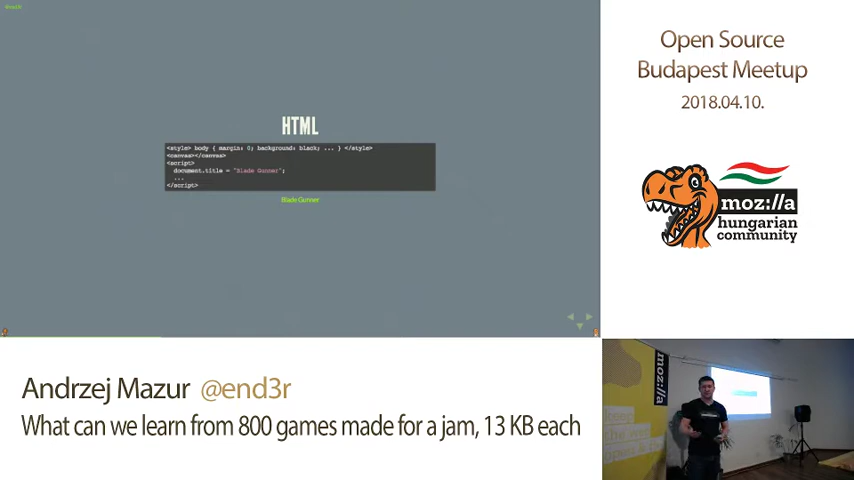 @end3r
HTML
<style> body { margin: 0; background: black; ... } </style>
<canvas></canvas>
<script>
document.title = "Blade Gunner";
...
</script>
Blade Gunner
Open Source
Budapest Meetup
2018.04.10.
moz://a
hungarian
community
Andrzej Mazur @end3r
What can we learn from 800 games made for a jam, 13 KB each
moz://a